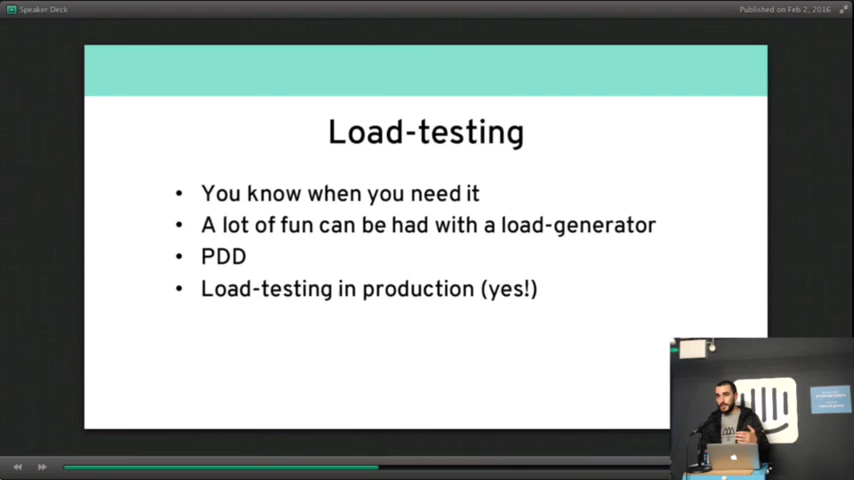 Speaker Deck
Published on Feb 2, 2016
Load-testing
• You know when you need it
• A lot of fun can be had with a load-generator
• PDD
• Load-testing in production (yes!)